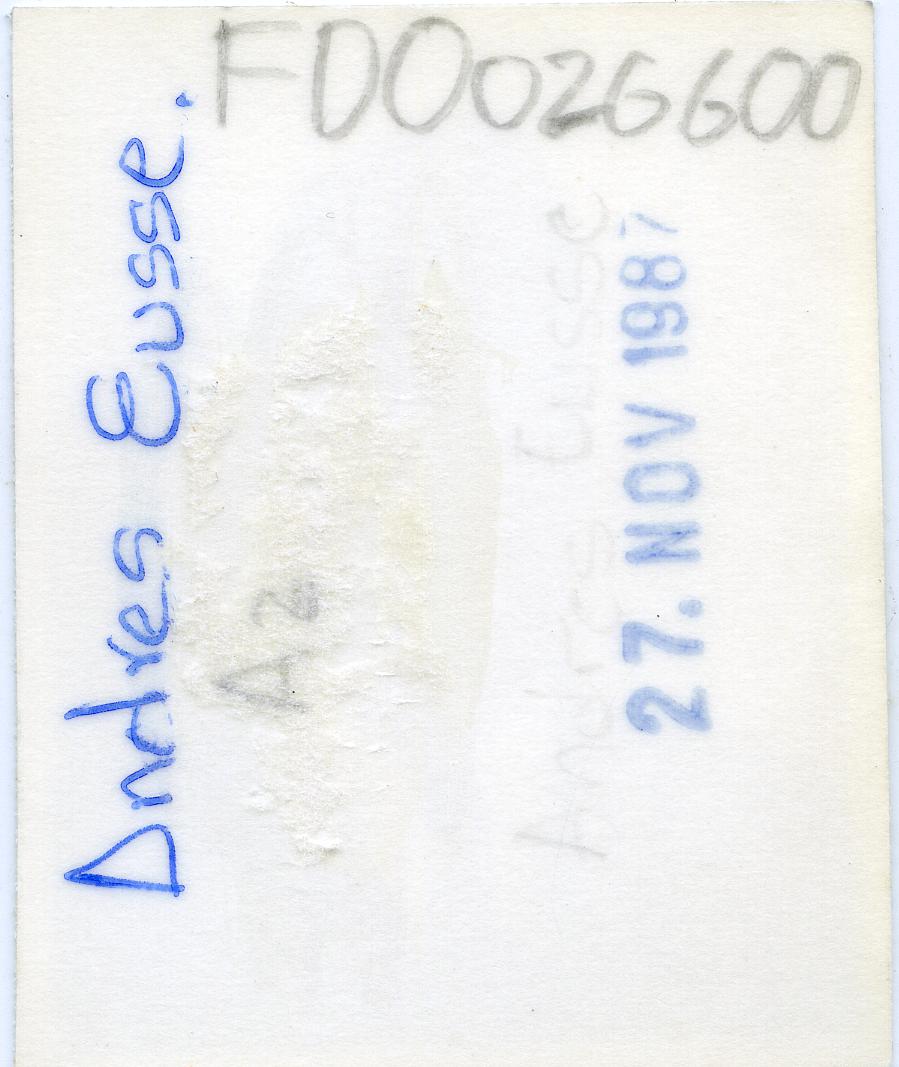 FD0026600
Andres Eusse.
A2
Andres Eusse
27. NOV 1987